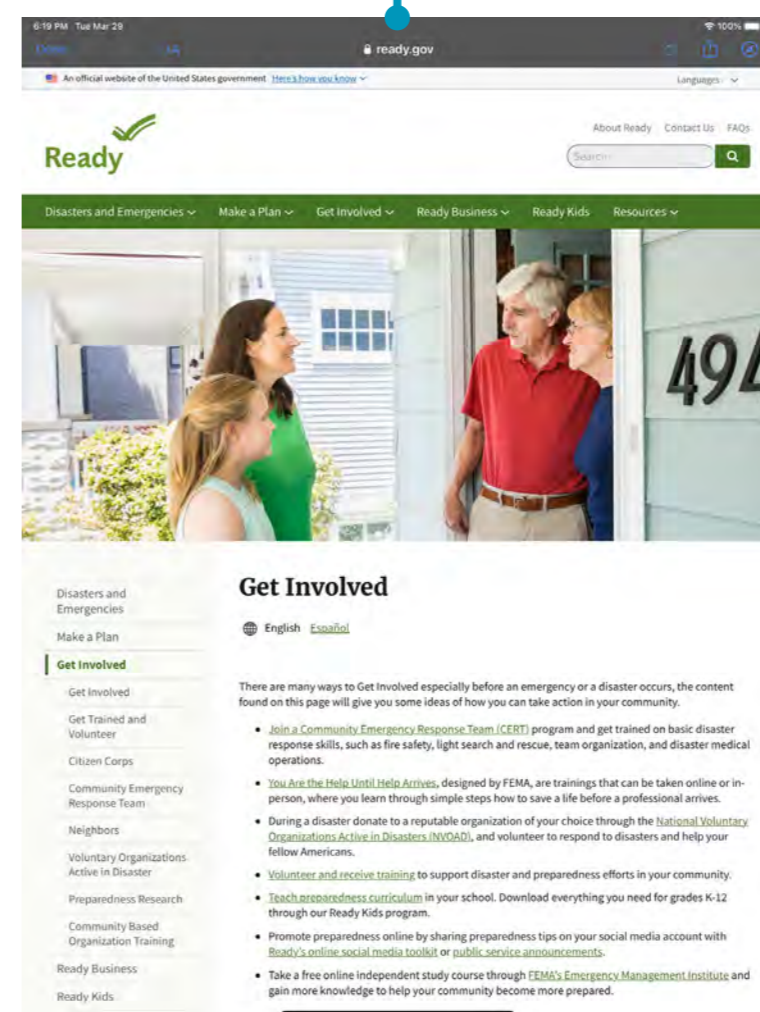 6:19 PM Tue Mar 29
100%
ready.gov
An official website of the United States government Here's how you know
Languages
Ready
About Ready Contact Us FAQs
Search
Disasters and Emergencies Make a Plan Get Involved Ready Business Ready Kids Resources
494
Disasters and
Emergencies
Make a Plan
Get Involved
Get Involved
Get Trained and
Volunteer
Citizen Corps
Community Emergency
Response Team
Neighbors
Voluntary Organizations
Active in Disaster
Preparedness Research
Community Based
Organization Training
Ready Business
Ready Kids
Get Involved
English Español
There are many ways to Get Involved especially before an emergency or a disaster occurs, the content
found on this page will give you some ideas of how you can take action in your community.
• Join a Community Emergency Response Team (CERT) program and get trained on basic disaster
response skills, such as fire safety, light search and rescue, team organization, and disaster medical
operations.
• You Are the Help Until Help Arrives, designed by FEMA, are trainings that can be taken online or in-
person, where you learn through simple steps how to save a life before a professional arrives.
• During a disaster donate to a reputable organization of your choice through the National Voluntary
Organizations Active in Disasters (NVOAD), and volunteer to respond to disasters and help your
fellow Americans.
• Volunteer and receive training to support disaster and preparedness efforts in your community.
• Teach preparedness curriculum in your school. Download everything you need for grades K-12
through our Ready Kids program.
• Promote preparedness online by sharing preparedness tips on your social media account with
Ready's online social media toolkit or public service announcements.
• Take a free online independent study course through FEMA's Emergency Management Institute and
gain more knowledge to help your community become more prepared.